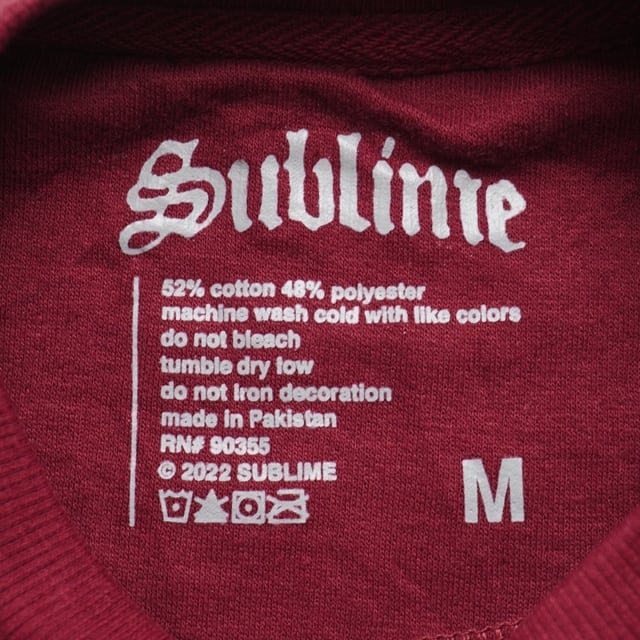 Sublime
52% cotton 48% polyester
machine wash cold with like colors
do not bleach
tumble dry low
do not iron decoration
made in Pakistan
RN# 90355
© 2022 SUBLIME
M